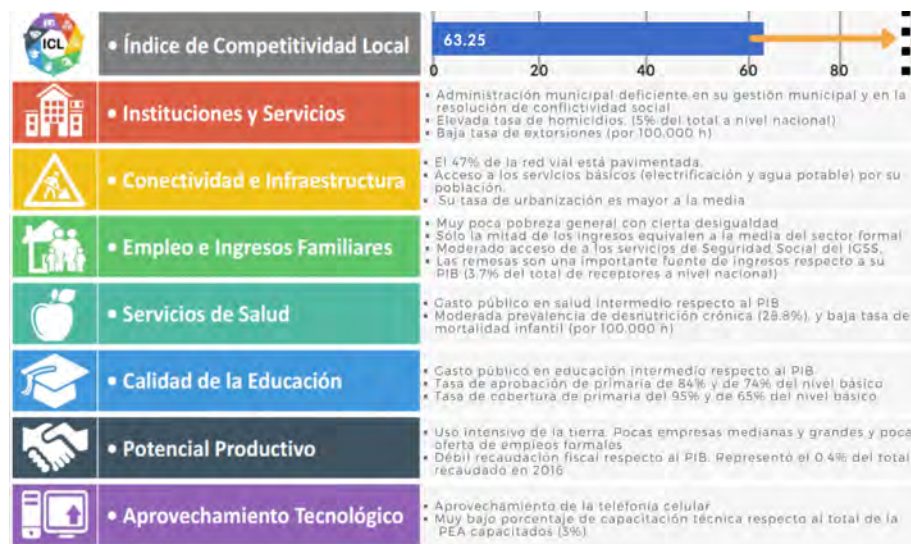 ICL
• Índice de Competitividad Local
63.25
0 20 40 60 80
• Instituciones y Servicios
• Administración municipal deficiente en su gestión municipal y en la
resolución de conflictividad social
• Elevada tasa de homicidios. (5% del total a nivel nacional)
• Baja tasa de extorsiones (por 100.000 h)
• Conectividad e Infraestructura
• El 47% de la red vial está pavimentada.
• Acceso a los servicios básicos (electrificación y agua potable) por su
población.
• Su tasa de urbanización es mayor a la media
• Empleo e Ingresos Familiares
• Muy poca pobreza general con cierta desigualdad
• Sólo la mitad de los ingresos equivalen a la media del sector formal
• Moderado acceso de a los servicios de Seguridad Social del IGSS,
• Las remesas son una importante fuente de ingresos respecto a su
PIB (3.7% del total de receptores a nivel nacional)
• Servicios de Salud
• Gasto público en salud intermedio respecto al PIB
• Moderada prevalencia de desnutrición crónica (28.8%), y baja tasa de
mortalidad infantil (por 100.000 h)
• Calidad de la Educación
• Gasto público en educación intermedio respecto al PIB
• Tasa de aprobación de primaria de 84% y de 74% del nivel básico
• Tasa de cobertura de primaria del 95% y de 65% del nivel básico
• Potencial Productivo
• Uso intensivo de la tierra. Pocas empresas medianas y grandes y poca
oferta de empleos formales
• Débil recaudación fiscal respecto al PIB. Representó el 0.4% del total
recaudado en 2016
• Aprovechamiento Tecnológico
• Aprovechamiento de la telefonía celular
• Muy bajo porcentaje de capacitación técnica respecto al total de la
PEA capacitados (3%)